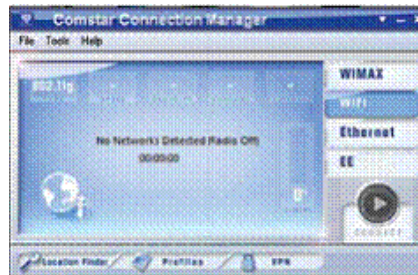 Comstar Connection Manager
File Tools Help
802.11g
No Networks Detected (Radio Off)
00:00:00
WIMAX
WIFI
Ethernet
EE
CONNECT
Location Finder
Profiles
VPN